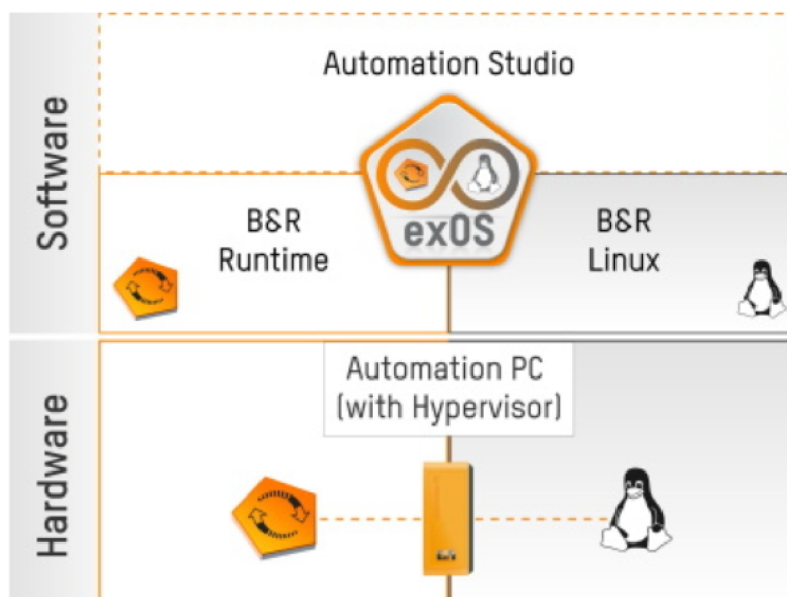 Software
Automation Studio
exOS
B&R
Runtime
B&R
Linux
Hardware
Automation PC
(with Hypervisor)